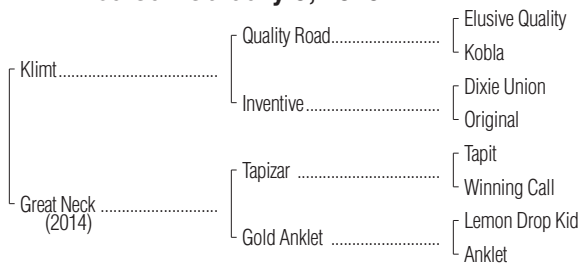 Elusive Quality
Quality Road
Kobla
Klimt
Dixie Union
Inventive
Original
Tapit
Tapizar
Winning Call
Great Neck
(2014)
Lemon Drop Kid
Gold Anklet
Anklet